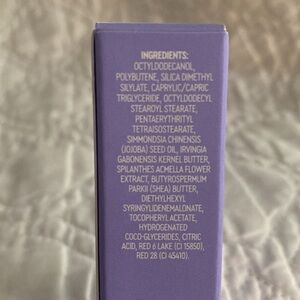 INGREDIENTS:
OCTYLDODECANOL,
POLYBUTENE, SILICA DIMETHYL
SILYLATE, CAPRYLIC/CAPRIC
TRIGLYCERIDE, OCTYLDODECYL
STEAROYL STEARATE,
PENTAERYTHRITYL
TETRAISOSTEARATE,
SIMMONDSIA CHINENSIS
(JOJOBA) SEED OIL, IRVINGIA
GABONENSIS KERNEL BUTTER,
SPILANTHES ACMELLA FLOWER
EXTRACT, BUTYROSPERMUM
PARKII (SHEA) BUTTER,
DIETHYLHEXYL
SYRINGYLIDENEMALONATE,
TOCOPHERYL ACETATE,
HYDROGENATED
COCO-GLYCERIDES, CITRIC
ACID, RED 6 LAKE (CI 15850),
RED 28 (CI 45410).